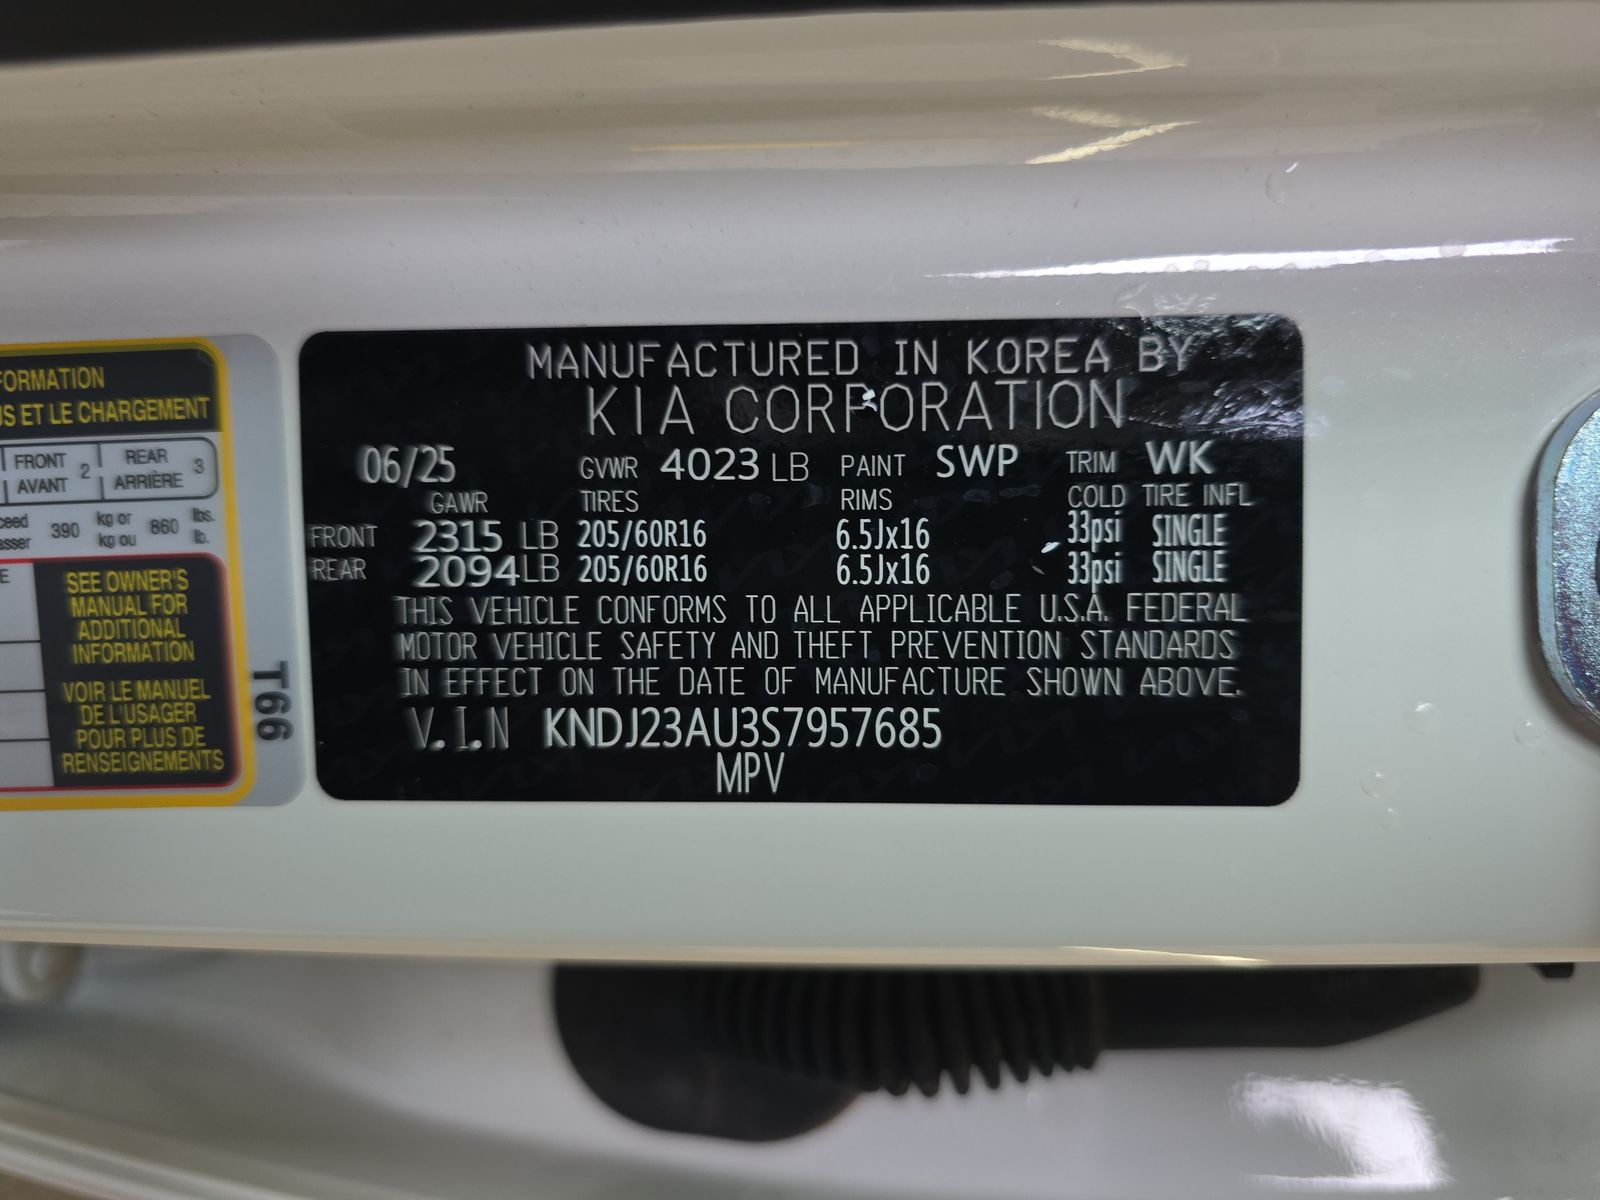 FORMATION
US ET LE CHARGEMENT
FRONT AVANT 2 REAR ARRIÈRE 3
390 kg or kg ou 860 lbs. lb.
SEE OWNER'S
MANUAL FOR
ADDITIONAL
INFORMATION
VOIR LE MANUEL
DE L'USAGER
POUR PLUS DE
RENSEIGNEMENTS
T66
MANUFACTURED IN KOREA BY
KIA CORPORATION
06/25 GVWR 4023 LB PAINT SWP TRIM WK
GAWR TIRES RIMS COLD TIRE INFL
FRONT 2315 LB 205/60R16 6.5Jx16 33psi SINGLE
REAR 2094 LB 205/60R16 6.5Jx16 33psi SINGLE
THIS VEHICLE CONFORMS TO ALL APPLICABLE U.S.A. FEDERAL
MOTOR VEHICLE SAFETY AND THEFT PREVENTION STANDARDS
IN EFFECT ON THE DATE OF MANUFACTURE SHOWN ABOVE.
V.I.N KNDJ23AU3S7957685
MPV